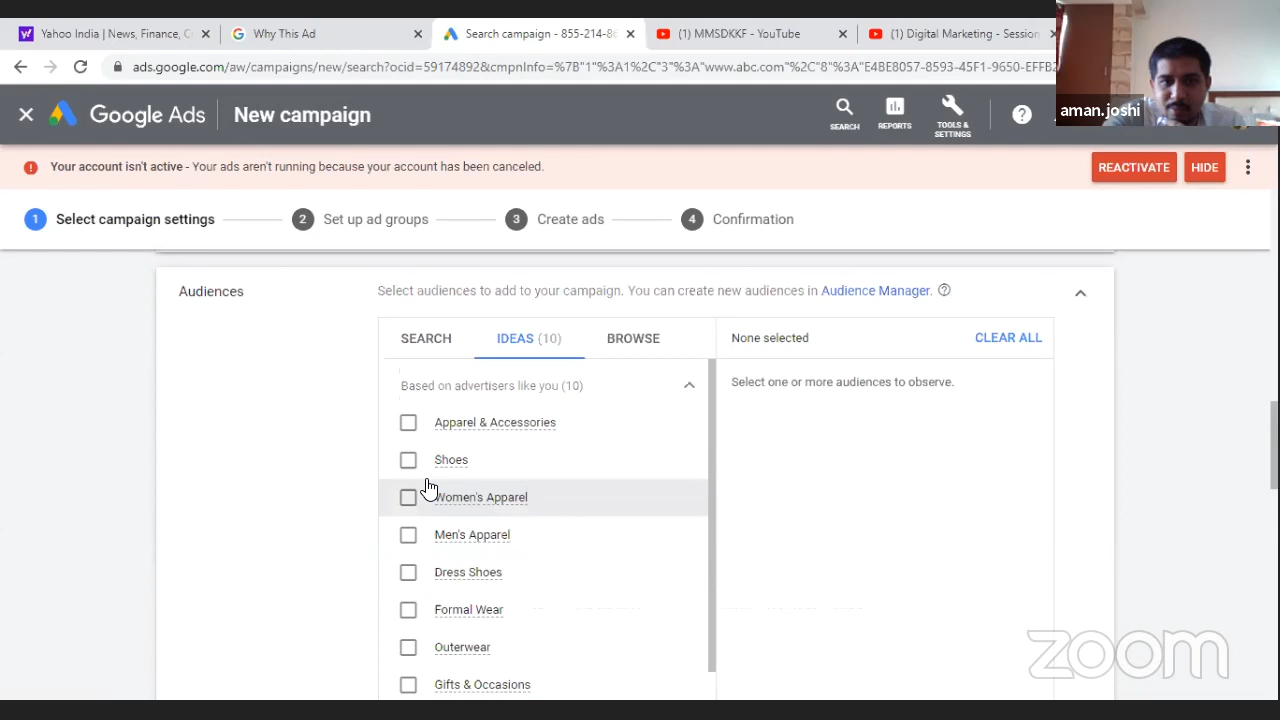 Yahoo India | News, Finance, C
Why This Ad
Search campaign - 855-214-86
(1) MMSDKKF - YouTube
(1) Digital Marketing - Session
ads.google.com/aw/campaigns/new/search?ocid=59174892&cmpnInfo=%7B"1"%3A1%2C"3"%3A"www.abc.com"%2C"8"%3A"E4BE8057-8593-45F1-9650-EFFB2
aman.joshi
Google Ads
New campaign
SEARCH
REPORTS
TOOLS &
SETTINGS
Your account isn't active - Your ads aren't running because your account has been canceled.
REACTIVATE
HIDE
1 Select campaign settings
2 Set up ad groups
3 Create ads
4 Confirmation
Audiences
Select audiences to add to your campaign. You can create new audiences in Audience Manager.
SEARCH
IDEAS (10)
BROWSE
None selected
CLEAR ALL
Based on advertisers like you (10)
Select one or more audiences to observe.
Apparel & Accessories
Shoes
Women's Apparel
Men's Apparel
Dress Shoes
Formal Wear
Outerwear
Gifts & Occasions
zoom